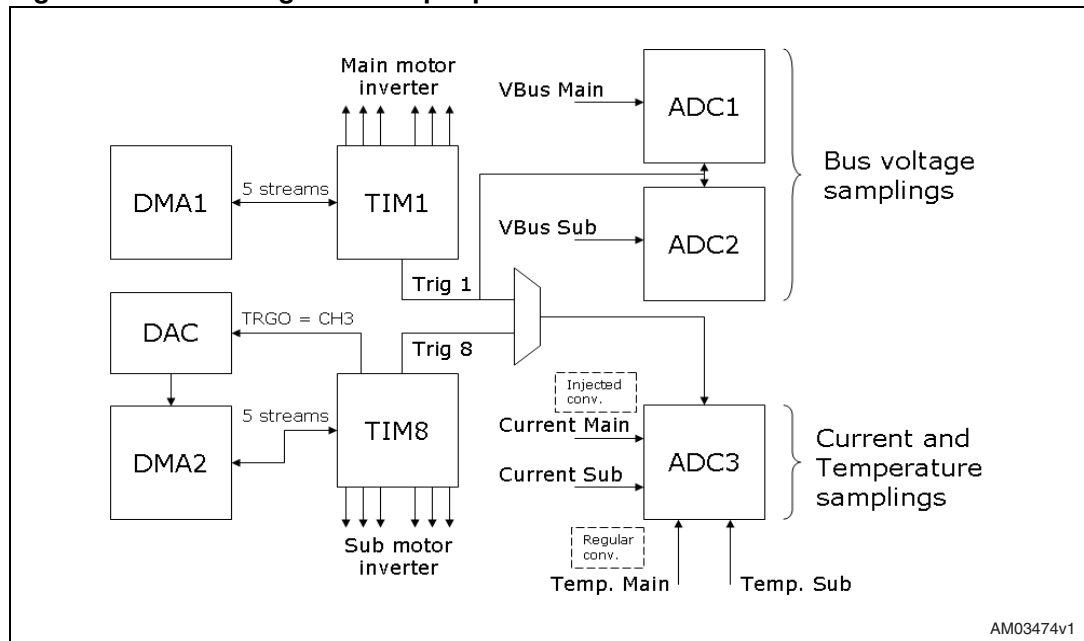 Main motor
inverter
VBus Main
ADC1
Bus voltage
samplings
DMA1
5 streams
TIM1
VBus Sub
ADC2
Trig 1
DAC
TRGO = CH3
Trig 8
Injected
conv.
DMA2
5 streams
TIM8
Current Main
Current Sub
ADC3
Current and
Temperature
samplings
Sub motor
inverter
Regular
conv.
Temp. Main
Temp. Sub
AM03474v1